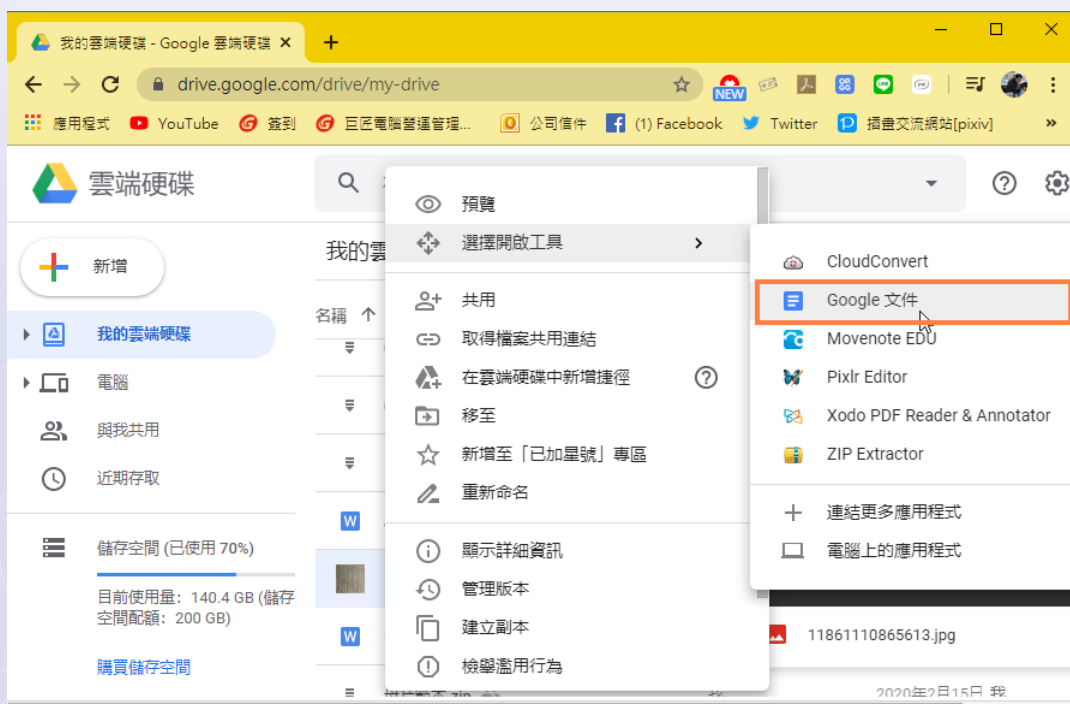 我的雲端硬碟 - Google 雲端硬碟
drive.google.com/drive/my-drive
NEW
應用程式 YouTube 簽到 巨匠電腦營運管理... 公司信件 (1) Facebook Twitter 插畫交流網站[pixiv] »
雲端硬碟
新增
我的雲端硬碟
電腦
與我共用
近期存取
儲存空間 (已使用 70%)
目前使用量: 140.4 GB (儲存
空間配額: 200 GB)
購買儲存空間
我的雲
名稱
W
W
預覽
選擇開啟工具
共用
取得檔案共用連結
在雲端硬碟中新增捷徑
移至
新增至「已加星號」專區
重新命名
顯示詳細資訊
管理版本
建立副本
檢舉濫用行為
CloudConvert
Google 文件
Movenote EDU
Pixlr Editor
Xodo PDF Reader & Annotator
ZIP Extractor
連結更多應用程式
電腦上的應用程式
11861110865613.jpg
2020年2月15日 我